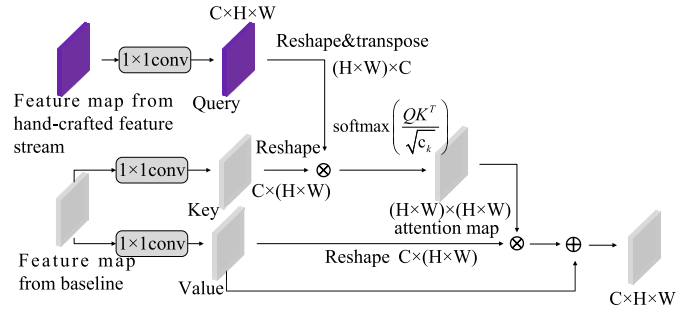 C×H×W
1×1conv
Reshape&transpose
(H×W)×C
Feature map from
hand-crafted feature
stream
Query
softmax(QK^T/√c_k)
1×1conv
Reshape
C×(H×W)
Key
(H×W)×(H×W)
attention map
1×1conv
Feature map
from baseline
Reshape C×(H×W)
Value
C×H×W